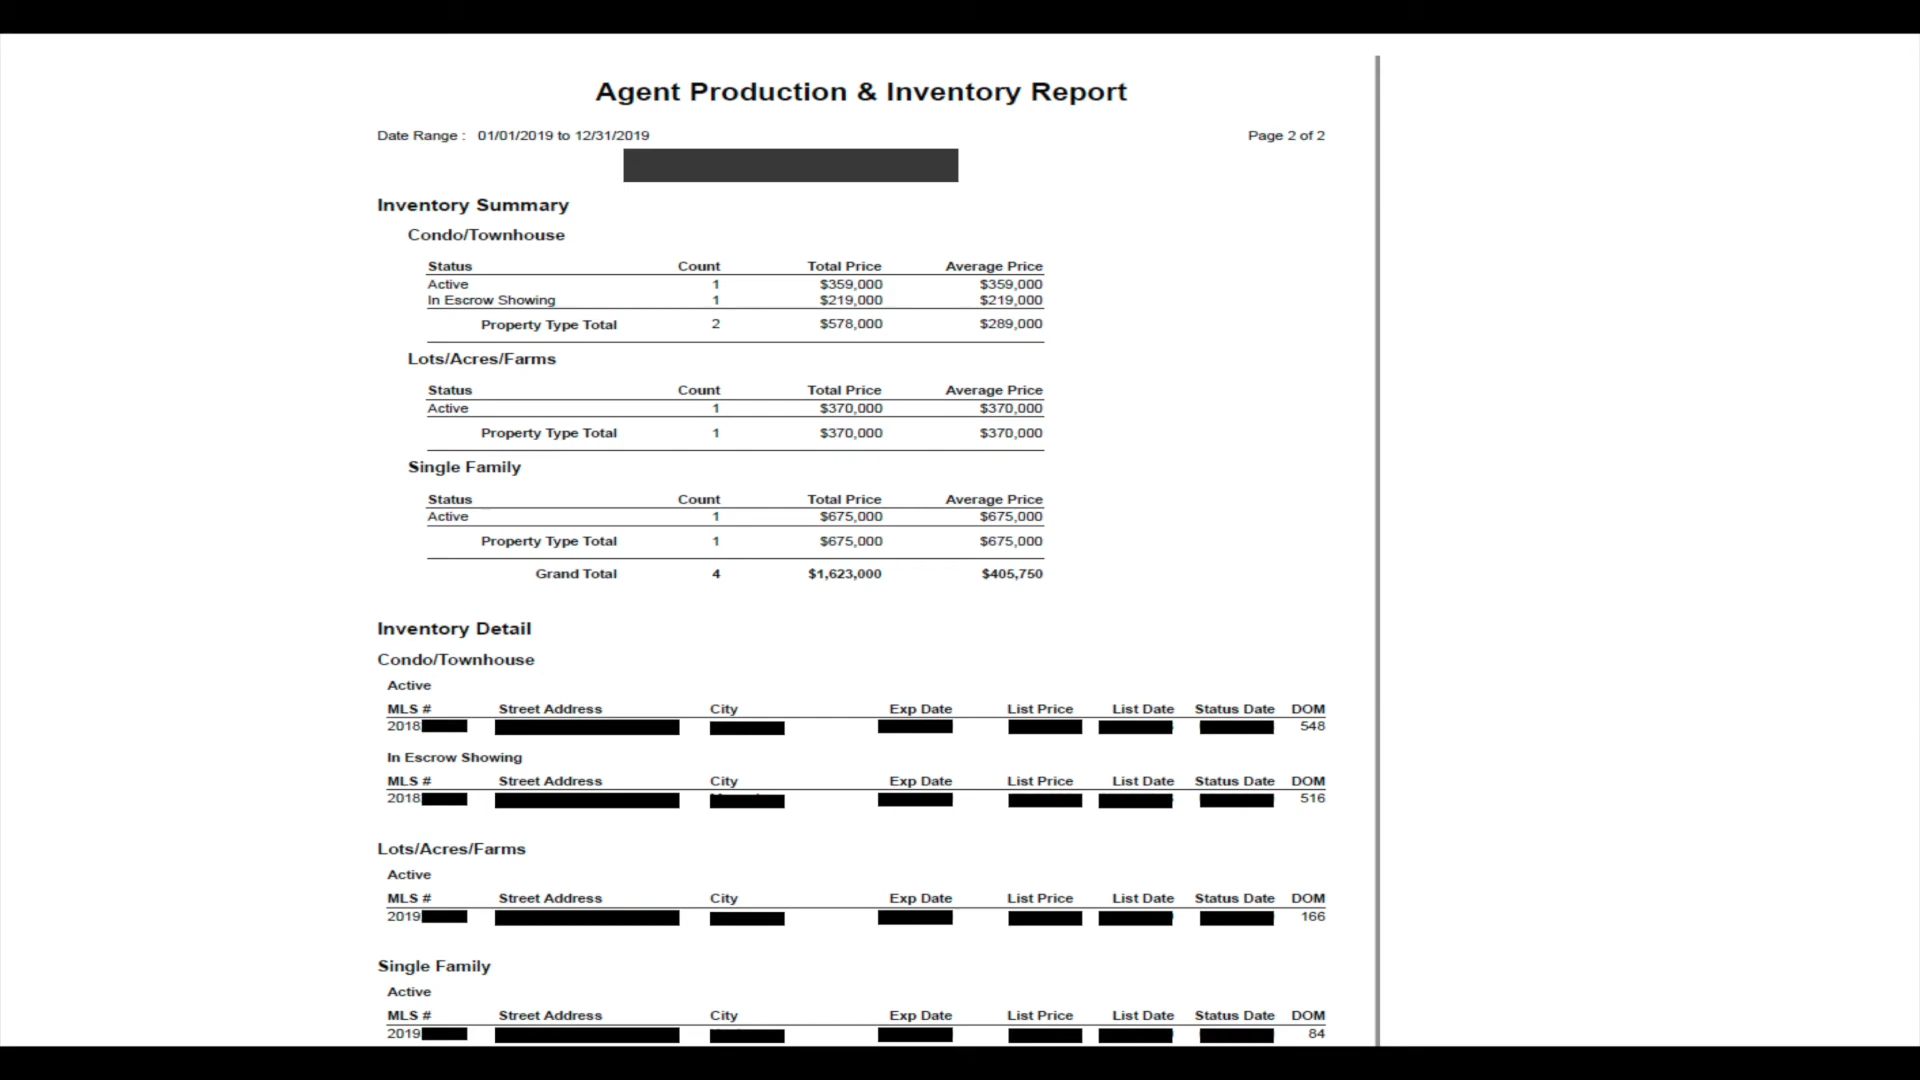 Agent Production & Inventory Report
Date Range : 01/01/2019 to 12/31/2019 Page 2 of 2
Inventory Summary
Condo/Townhouse
Status Count Total Price Average Price
Active 1 $359,000 $359,000
In Escrow Showing 1 $219,000 $219,000
Property Type Total 2 $578,000 $289,000
Lots/Acres/Farms
Status Count Total Price Average Price
Active 1 $370,000 $370,000
Property Type Total 1 $370,000 $370,000
Single Family
Status Count Total Price Average Price
Active 1 $675,000 $675,000
Property Type Total 1 $675,000 $675,000
Grand Total 4 $1,623,000 $405,750
Inventory Detail
Condo/Townhouse
Active
MLS # Street Address City Exp Date List Price List Date Status Date DOM
2018 548
In Escrow Showing
MLS # Street Address City Exp Date List Price List Date Status Date DOM
2018 516
Lots/Acres/Farms
Active
MLS # Street Address City Exp Date List Price List Date Status Date DOM
2019 166
Single Family
Active
MLS # Street Address City Exp Date List Price List Date Status Date DOM
2019 84